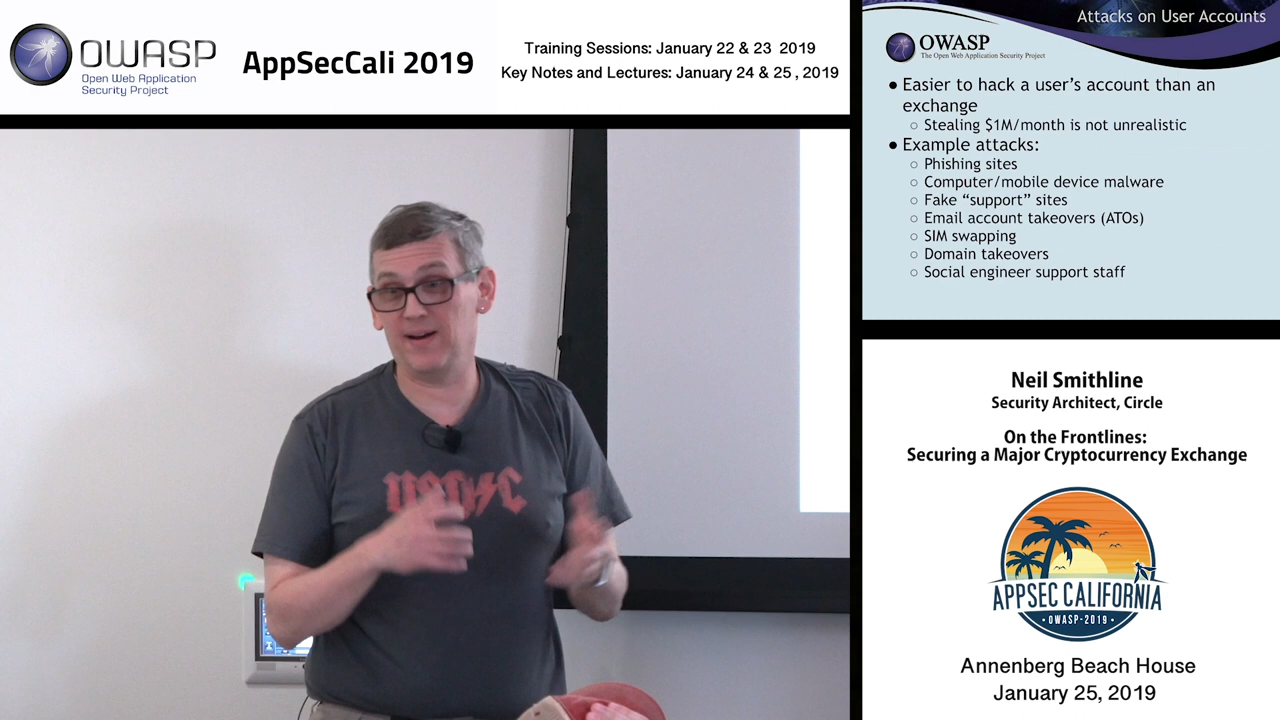 OWASP
Open Web Application
Security Project
AppSecCali 2019
Training Sessions: January 22 & 23 2019
Key Notes and Lectures: January 24 & 25 , 2019
Attacks on User Accounts
OWASP
The Open Web Application Security Project
● Easier to hack a user’s account than an
exchange
○ Stealing $1M/month is not unrealistic
● Example attacks:
○ Phishing sites
○ Computer/mobile device malware
○ Fake “support” sites
○ Email account takeovers (ATOs)
○ SIM swapping
○ Domain takeovers
○ Social engineer support staff
Neil Smithline
Security Architect, Circle
On the Frontlines:
Securing a Major Cryptocurrency Exchange
APPSEC CALIFORNIA
· OWASP-2019 ·
Annenberg Beach House
January 25, 2019